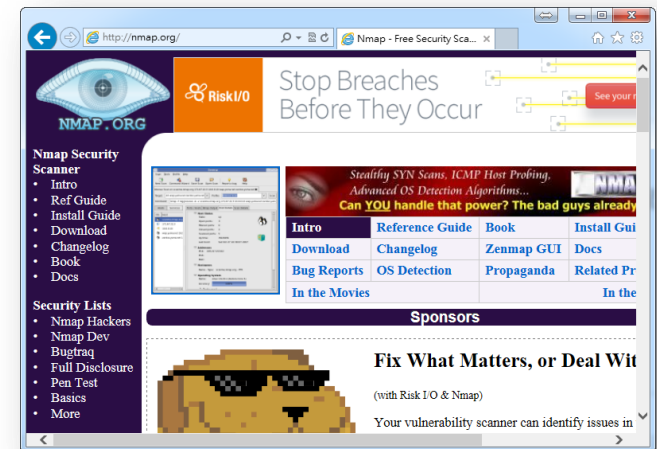 http://nmap.org/
Nmap - Free Security Sca...
NMAP.ORG
Risk I/O
Stop Breaches
Before They Occur
See your r
Nmap Security
Scanner
• Intro
• Ref Guide
• Install Guide
• Download
• Changelog
• Book
• Docs
Security Lists
• Nmap Hackers
• Nmap Dev
• Bugtraq
• Full Disclosure
• Pen Test
• Basics
• More
Stealthy SYN Scans, ICMP Host Probing,
Advanced OS Detection Algorithms...
NMA
Can YOU handle that power? The bad guys already
Intro Reference Guide Book Install Gui
Download Changelog Zenmap GUI Docs
Bug Reports OS Detection Propaganda Related Pr
In the Movies In the
Sponsors
Fix What Matters, or Deal Wit
(with Risk I/O & Nmap)
Your vulnerability scanner can identify issues in